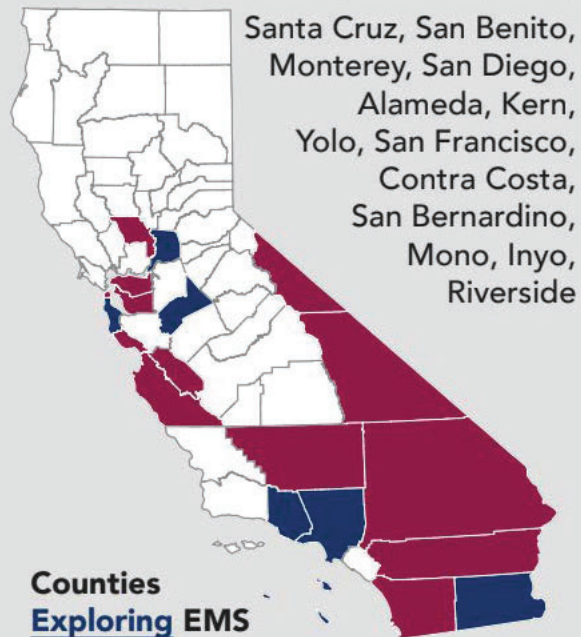 Santa Cruz, San Benito,
Monterey, San Diego,
Alameda, Kern,
Yolo, San Francisco,
Contra Costa,
San Bernardino,
Mono, Inyo,
Riverside
Counties
Exploring EMS